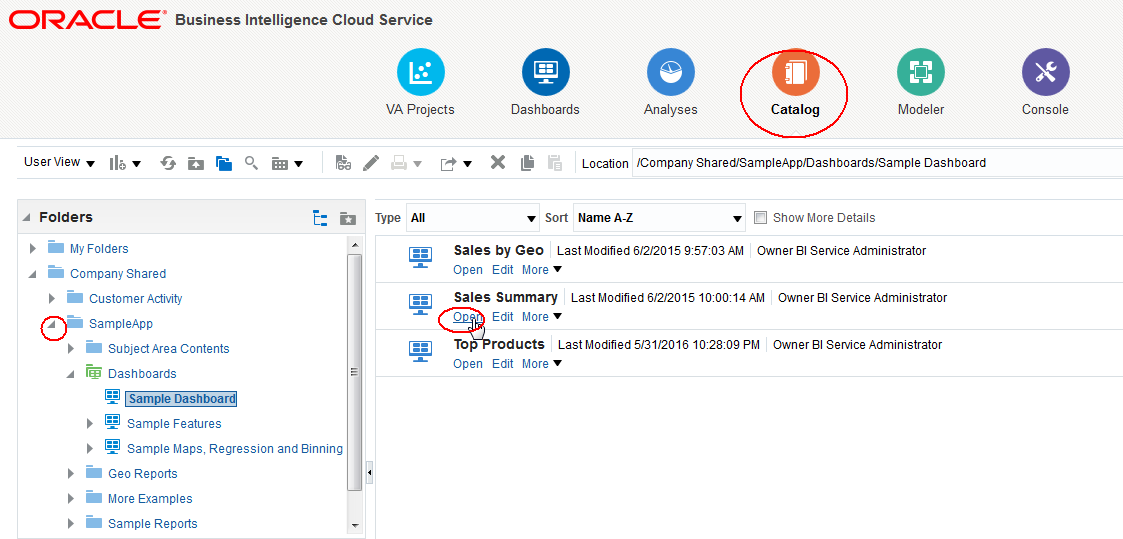 ORACLE Business Intelligence Cloud Service
VA Projects Dashboards Analyses Catalog Modeler Console
User View Location /Company Shared/SampleApp/Dashboards/Sample Dashboard
Folders
My Folders
Company Shared
Customer Activity
SampleApp
Subject Area Contents
Dashboards
Sample Dashboard
Sample Features
Sample Maps, Regression and Binning
Geo Reports
More Examples
Sample Reports
Type All Sort Name A-Z Show More Details
Sales by Geo Last Modified 6/2/2015 9:57:03 AM Owner BI Service Administrator
Open Edit More
Sales Summary Last Modified 6/2/2015 10:00:14 AM Owner BI Service Administrator
Open Edit More
Top Products Last Modified 5/31/2016 10:28:09 PM Owner BI Service Administrator
Open Edit More